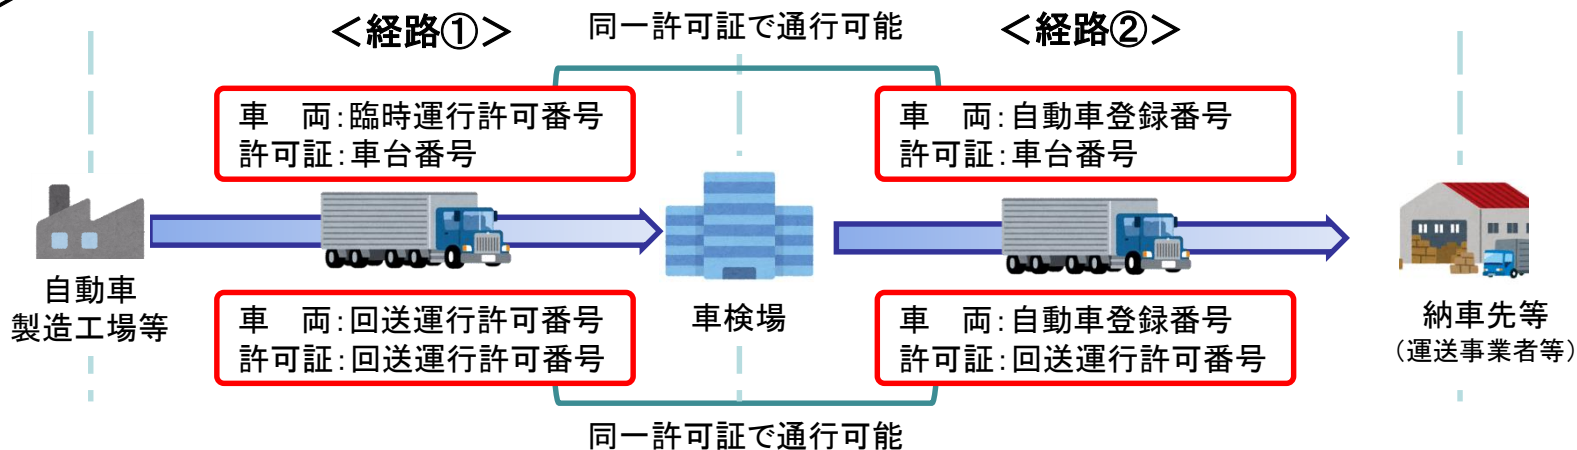 ＜経路①＞
同一許可証で通行可能
＜経路②＞
車　両：臨時運行許可番号
許可証：車台番号
車　両：自動車登録番号
許可証：車台番号
自動車
製造工場等
車　両：回送運行許可番号
許可証：回送運行許可番号
車検場
車　両：自動車登録番号
許可証：回送運行許可番号
納車先等
（運送事業者等）
同一許可証で通行可能